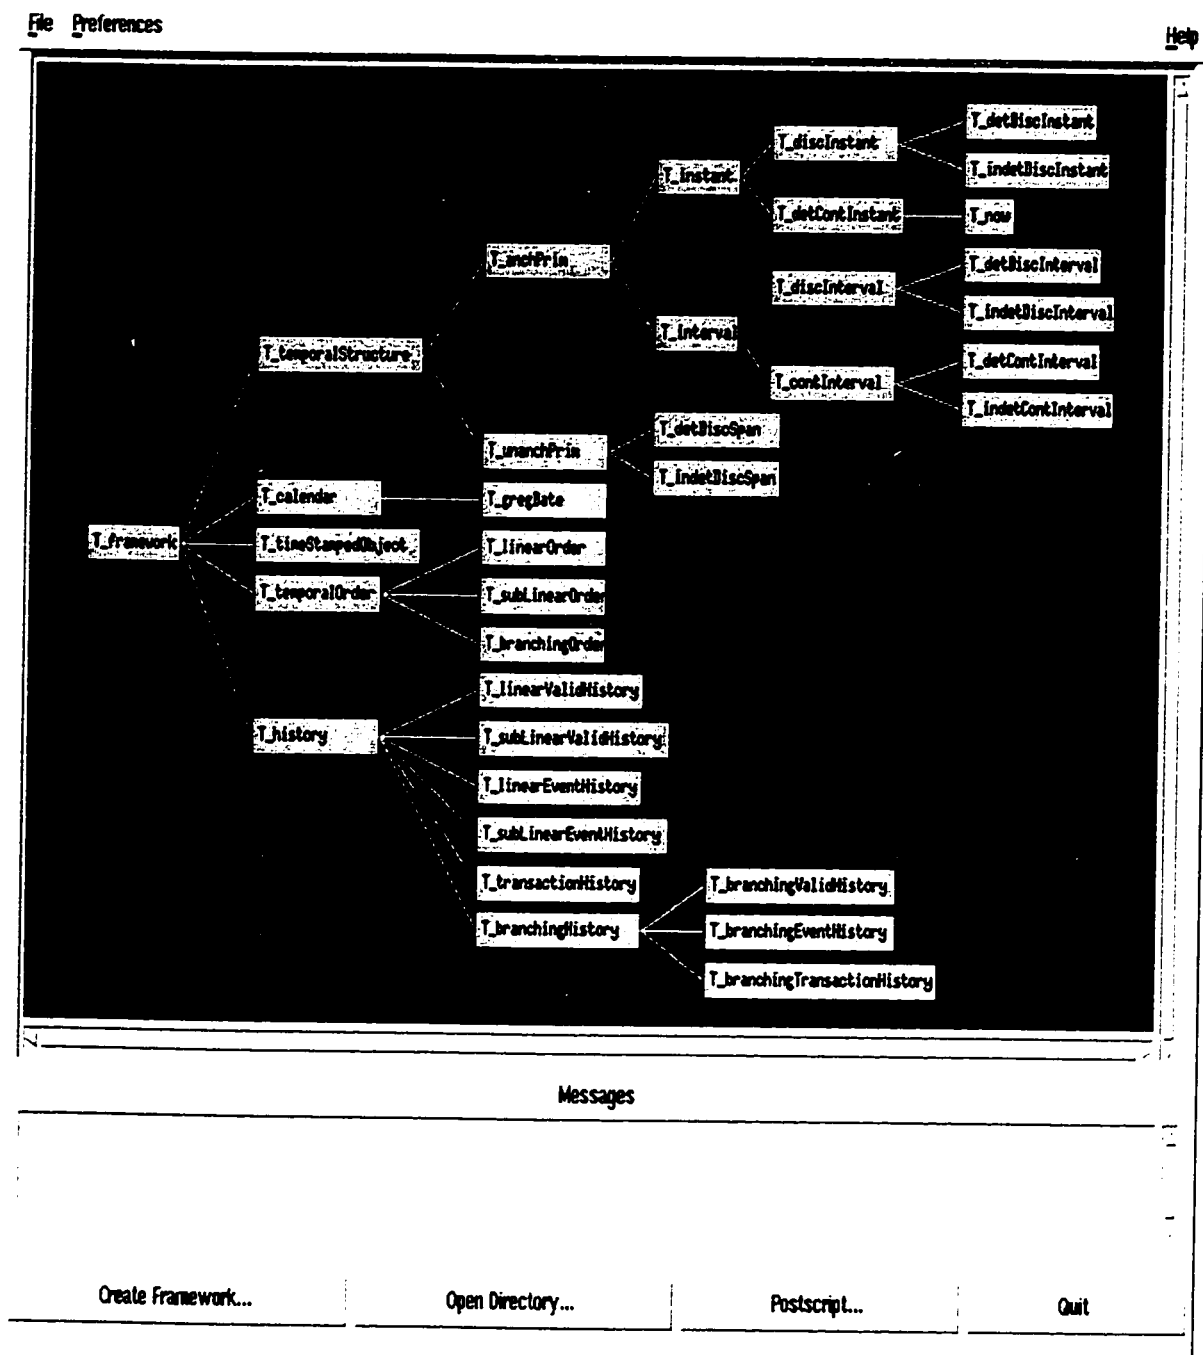 File Preferences Help
T_detDiscInstant
T_discInstant
T_indetDiscInstant
T_instant
T_detContInstant
T_now
T_anchPrim
T_detDiscInterval
T_discInterval
T_indetDiscInterval
T_interval
T_temporalStructure
T_detContInterval
T_contInterval
T_indetContInterval
T_detDiscSpan
T_unanchPrim
T_indetDiscSpan
T_calendar
T_gregDate
T_framework
T_timeStampedObject
T_linearOrder
T_temporalOrder
T_subLinearOrder
T_branchingOrder
T_linearValidHistory
T_history
T_subLinearValidHistory
T_linearEventHistory
T_subLinearEventHistory
T_transactionHistory
T_branchingValidHistory
T_branchingHistory
T_branchingEventHistory
T_branchingTransactionHistory
Messages
Create Framework... Open Directory... Postscript... Quit